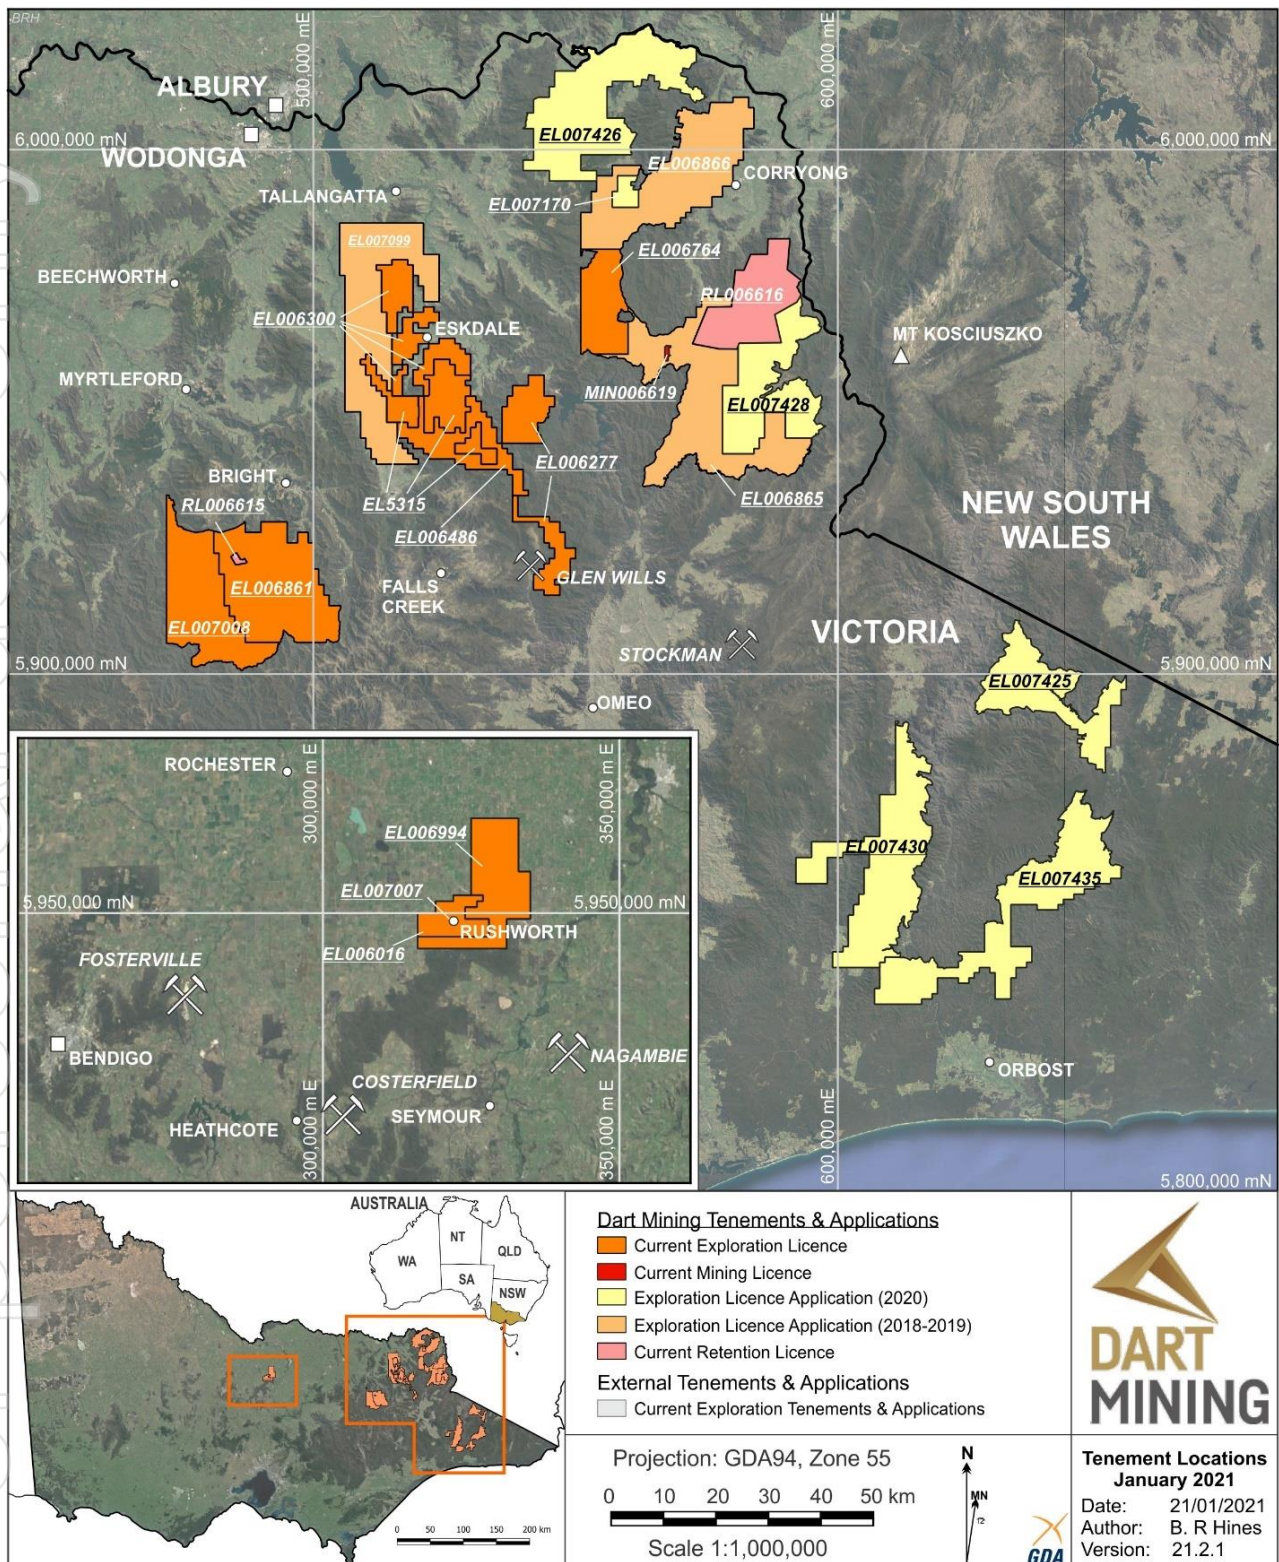 BRH
500,000 mE
600,000 mE
ALBURY
6,000,000 mN
6,000,000 mN
WODONGA
EL007426
EL006866
CORRYONG
TALLANGATTA
EL007170
EL007099
EL006764
BEECHWORTH
RL006616
EL006300
ESKDALE
MT KOSCIUSZKO
MYRTLEFORD
MIN006619
EL007428
EL006277
BRIGHT
RL006615
EL5315
EL006865
NEW SOUTH
WALES
EL006486
FALLS
CREEK
GLEN WILLS
EL006861
EL007008
VICTORIA
STOCKMAN
5,900,000 mN
5,900,000 mN
EL007425
OMEO
EL007430
EL007435
ORBOST
600,000 mE
5,800,000 mN
ROCHESTER
300,000 m E
350,000 m E
EL006994
EL007007
5,950,000 mN
5,950,000 mN
RUSHWORTH
EL006016
FOSTERVILLE
BENDIGO
NAGAMBIE
COSTERFIELD
SEYMOUR
HEATHCOTE
300,000 m E
350,000 m E
AUSTRALIA
WA
NT
QLD
SA
NSW
0 50 100 150 200 km
Dart Mining Tenements & Applications
Current Exploration Licence
Current Mining Licence
Exploration Licence Application (2020)
Exploration Licence Application (2018-2019)
Current Retention Licence
External Tenements & Applications
Current Exploration Tenements & Applications
Projection: GDA94, Zone 55
0 10 20 30 40 50 km
Scale 1:1,000,000
N
MN
GDA
DART
MINING
Tenement Locations
January 2021
Date: 21/01/2021
Author: B. R Hines
Version: 21.2.1